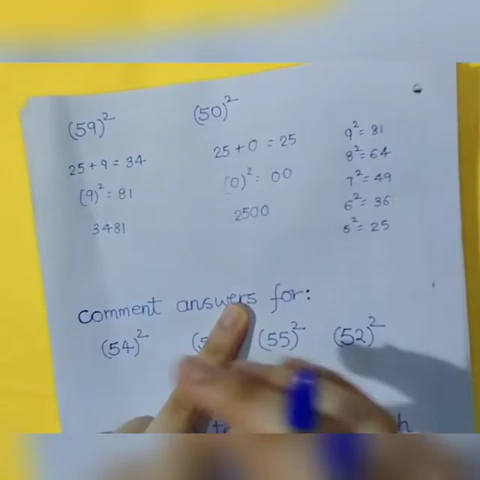 (59)²
25 + 9 = 34
(9)² = 81
3481
(50)²
25 + 0 = 25
(0)² = 00
2500
9² = 81
8² = 64
7² = 49
6² = 36
5² = 25
Comment answers for:
(54)² (55)² (52)²